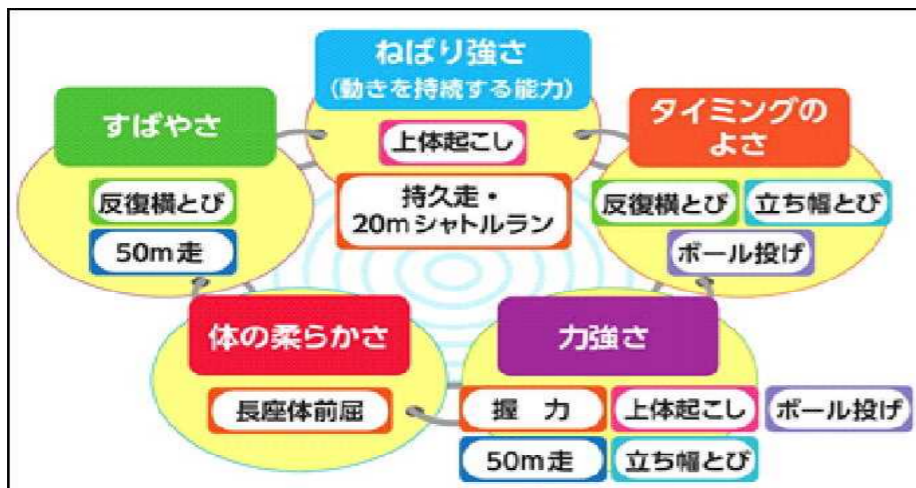 ねばり強さ
(動きを持続する能力)
上体起こし
持久走・
20mシャトルラン
すばやさ
反復横とび
50m走
タイミングの
よさ
反復横とび
立ち幅とび
ボール投げ
体の柔らかさ
長座体前屈
力強さ
握　力
上体起こし
ボール投げ
50m走
立ち幅とび